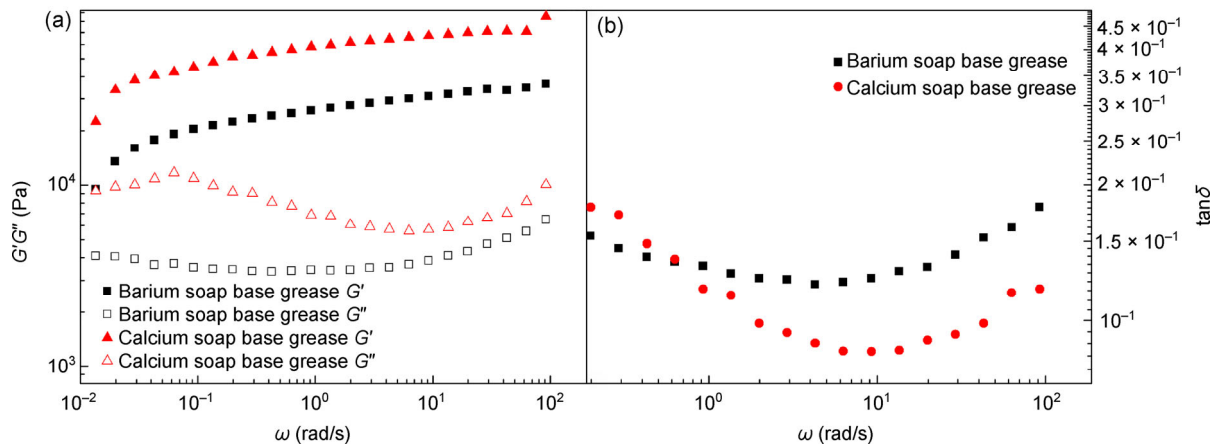 (a)
G′G″ (Pa)
10⁴
10³
Barium soap base grease G′
Barium soap base grease G″
Calcium soap base grease G′
Calcium soap base grease G″
10⁻² 10⁻¹ 10⁰ 10¹ 10²
ω (rad/s)
(b)
Barium soap base grease
Calcium soap base grease
4.5 × 10⁻¹
4 × 10⁻¹
3.5 × 10⁻¹
3 × 10⁻¹
2.5 × 10⁻¹
2 × 10⁻¹
1.5 × 10⁻¹
10⁻¹
tanδ
10⁰ 10¹ 10²
ω (rad/s)